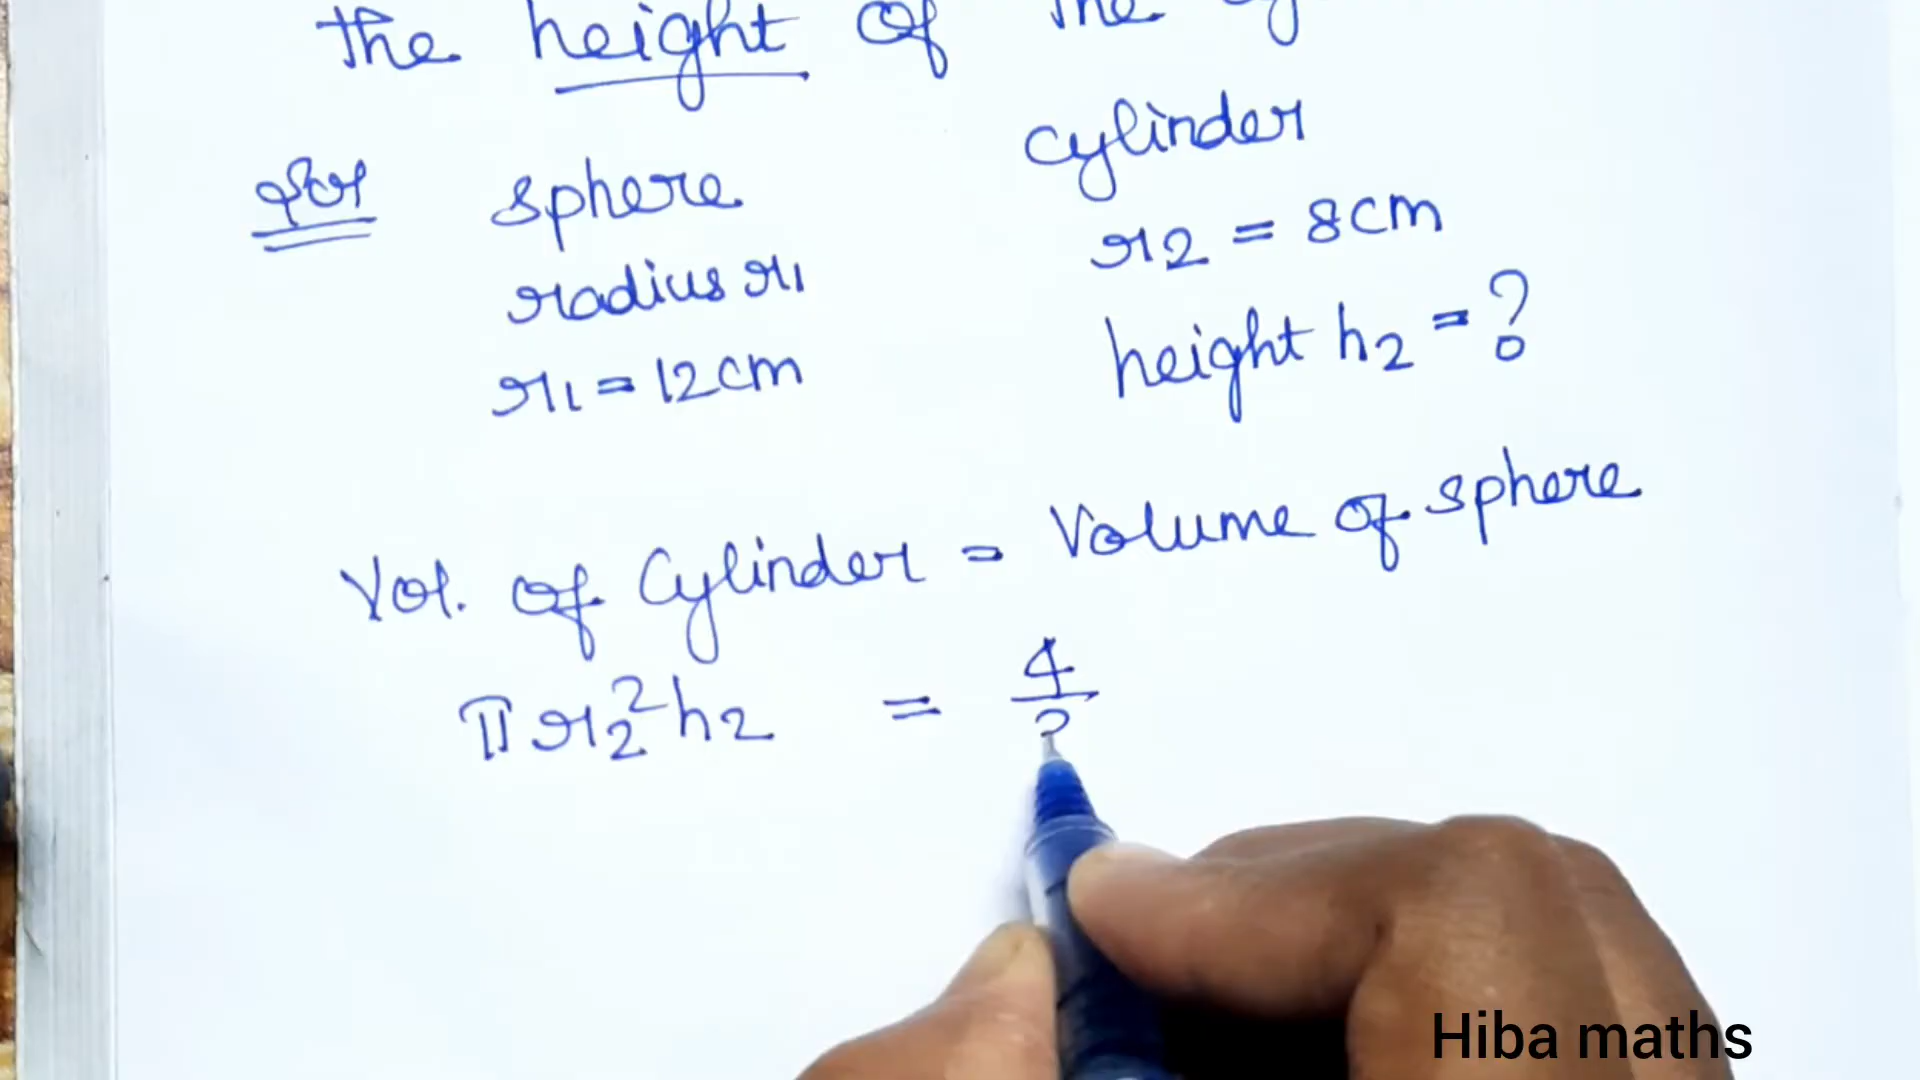 the height of the
cylinder
Sol sphere
r2 = 8cm
radius r1
height h2 = ?
r1 = 12cm
Vol. of Cylinder = Volume of sphere
πr2²h2 = 4/3
Hiba maths